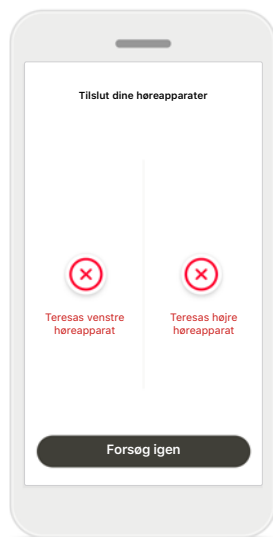 Tilslut dine høreapparater
Teresas venstre
høreapparat
Teresas højre
høreapparat
Forsøg igen